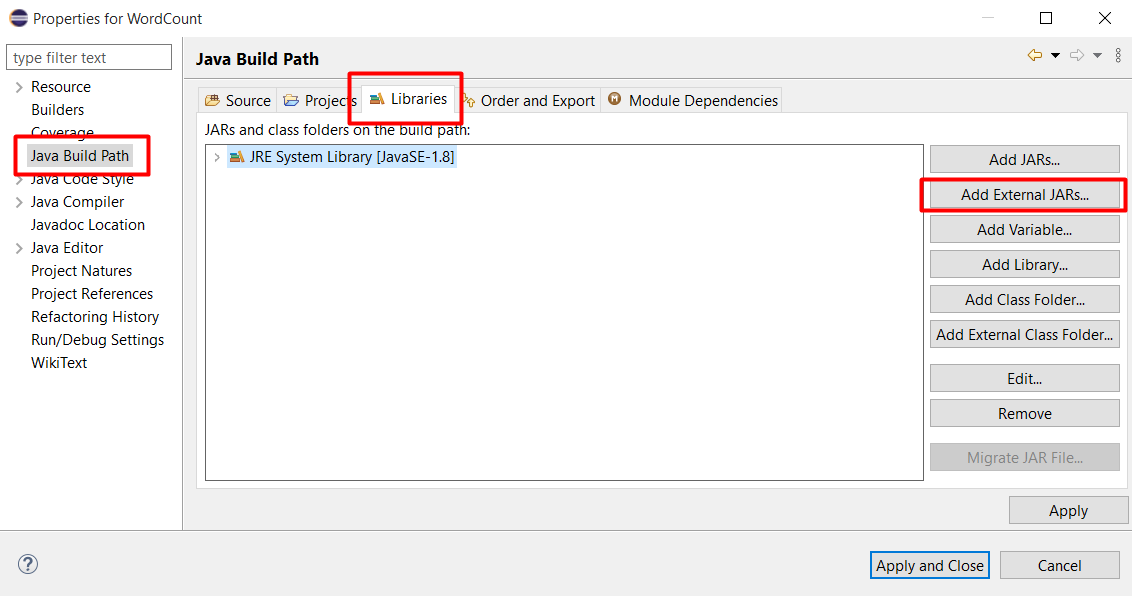 Properties for WordCount
type filter text
Resource
Builders
Coverage
Java Build Path
Java Code Style
Java Compiler
Javadoc Location
Java Editor
Project Natures
Project References
Refactoring History
Run/Debug Settings
WikiText
Java Build Path
Source Projects Libraries Order and Export Module Dependencies
JARs and class folders on the build path:
JRE System Library [JavaSE-1.8]
Add JARs...
Add External JARs...
Add Variable...
Add Library...
Add Class Folder...
Add External Class Folder...
Edit...
Remove
Migrate JAR File...
Apply
Apply and Close Cancel